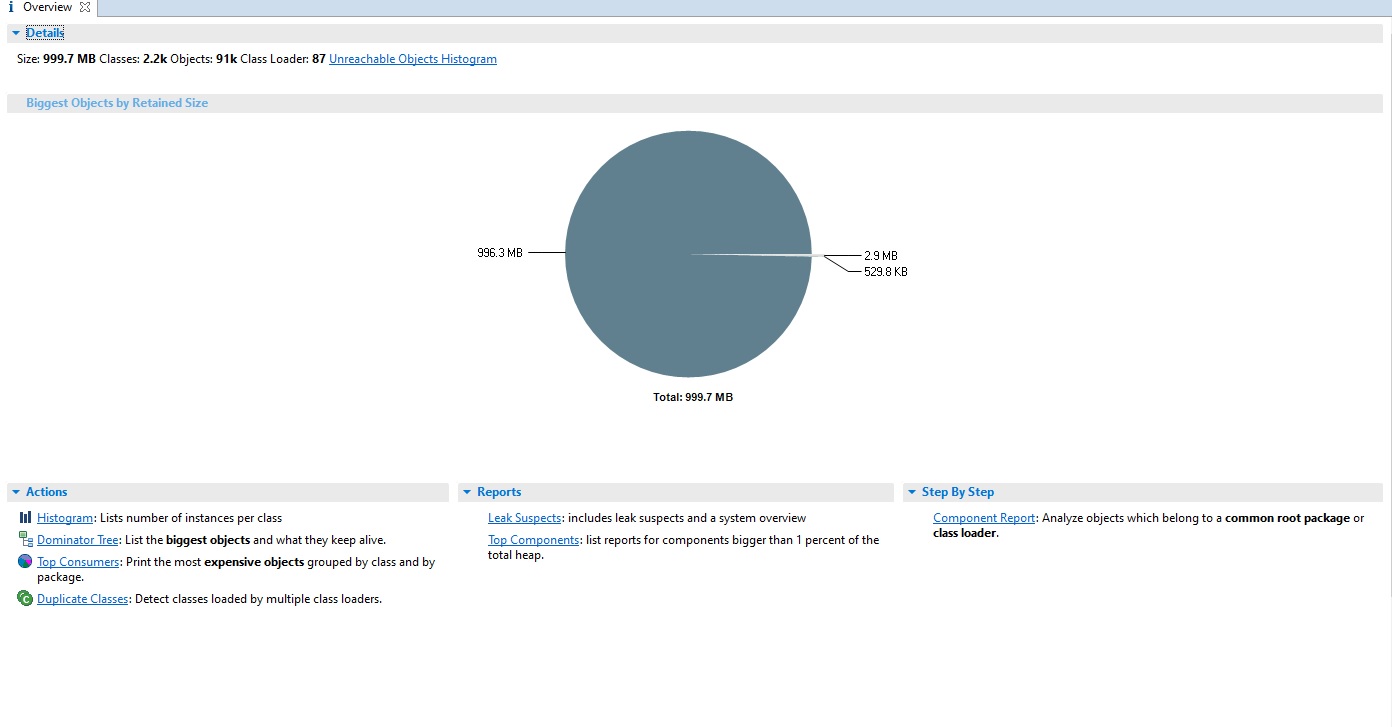 i Overview
Details
Size: 999.7 MB Classes: 2.2k Objects: 91k Class Loader: 87 Unreachable Objects Histogram
Biggest Objects by Retained Size
996.3 MB
2.9 MB
529.8 KB
Total: 999.7 MB
Actions
Histogram: Lists number of instances per class
Dominator Tree: List the biggest objects and what they keep alive.
Top Consumers: Print the most expensive objects grouped by class and by
package.
C Duplicate Classes: Detect classes loaded by multiple class loaders.
Reports
Leak Suspects: includes leak suspects and a system overview
Top Components: list reports for components bigger than 1 percent of the
total heap.
Step By Step
Component Report: Analyze objects which belong to a common root package or
class loader.